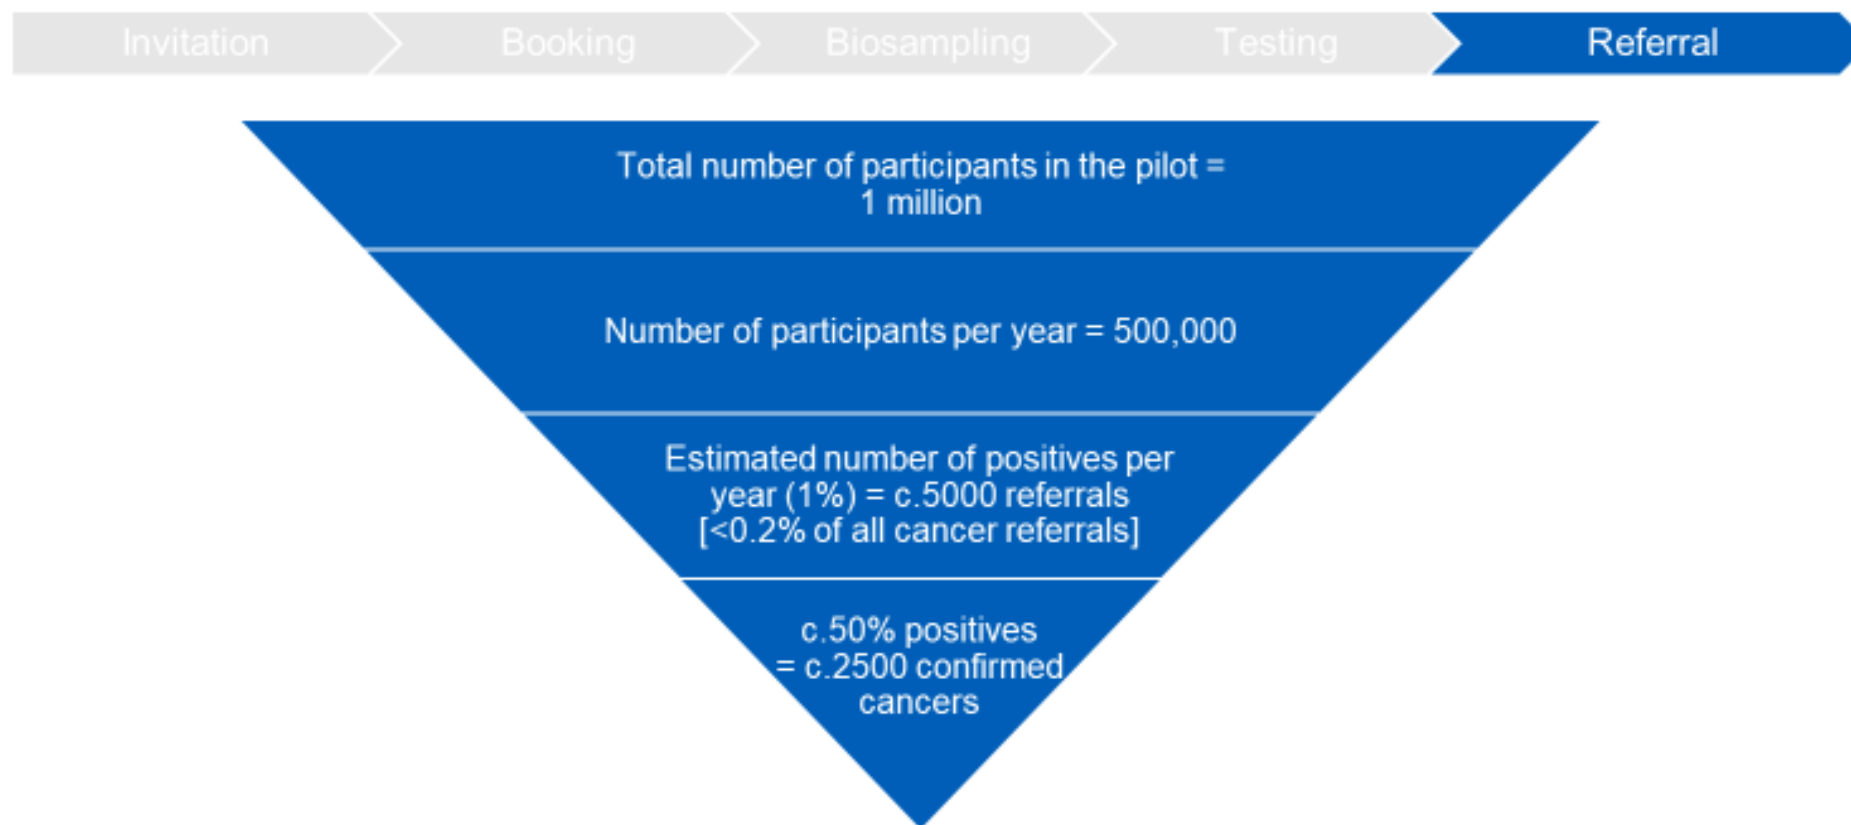 Invitation
Booking
Biosampling
Testing
Referral
Total number of participants in the pilot =
1 million
Number of participants per year = 500,000
Estimated number of positives per
year (1%) = c.5000 referrals
[<0.2% of all cancer referrals]
c.50% positives
= c.2500 confirmed
cancers